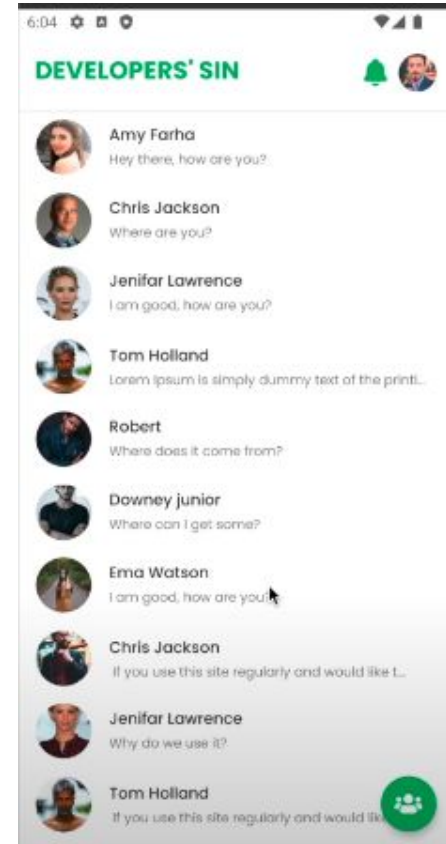 6:04
DEVELOPERS' SIN
Amy Farha
Hey there, how are you?
Chris Jackson
Where are you?
Jenifar Lawrence
I am good, how are you?
Tom Holland
Lorem Ipsum is simply dummy text of the printi...
Robert
Where does it come from?
Downey junior
Where can I get some?
Ema Watson
I am good, how are you?
Chris Jackson
If you use this site regularly and would like t...
Jenifar Lawrence
Why do we use it?
Tom Holland
If you use this site regularly and would lik